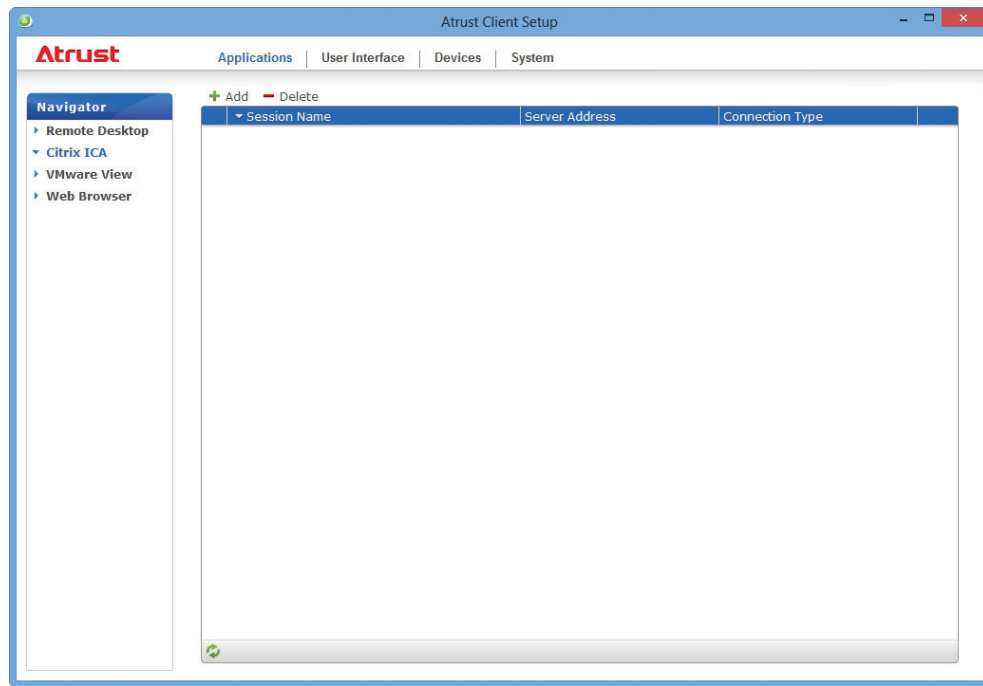 Atrust Client Setup
Atrust
Applications | User Interface | Devices | System
Add Delete
Navigator
Remote Desktop
Citrix ICA
VMware View
Web Browser
Session Name Server Address Connection Type